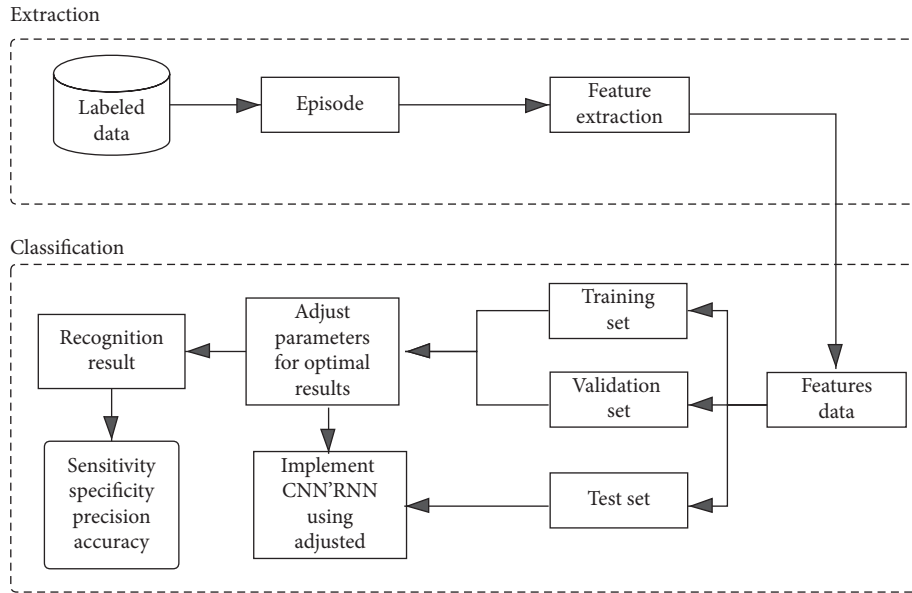 Extraction
Labeled
data
Episode
Feature
extraction
Classification
Recognition
result
Sensitivity
specificity
precision
accuracy
Adjust
parameters
for optimal
results
Implement
CNN'RNN
using
adjusted
Training
set
Validation
set
Test set
Features
data